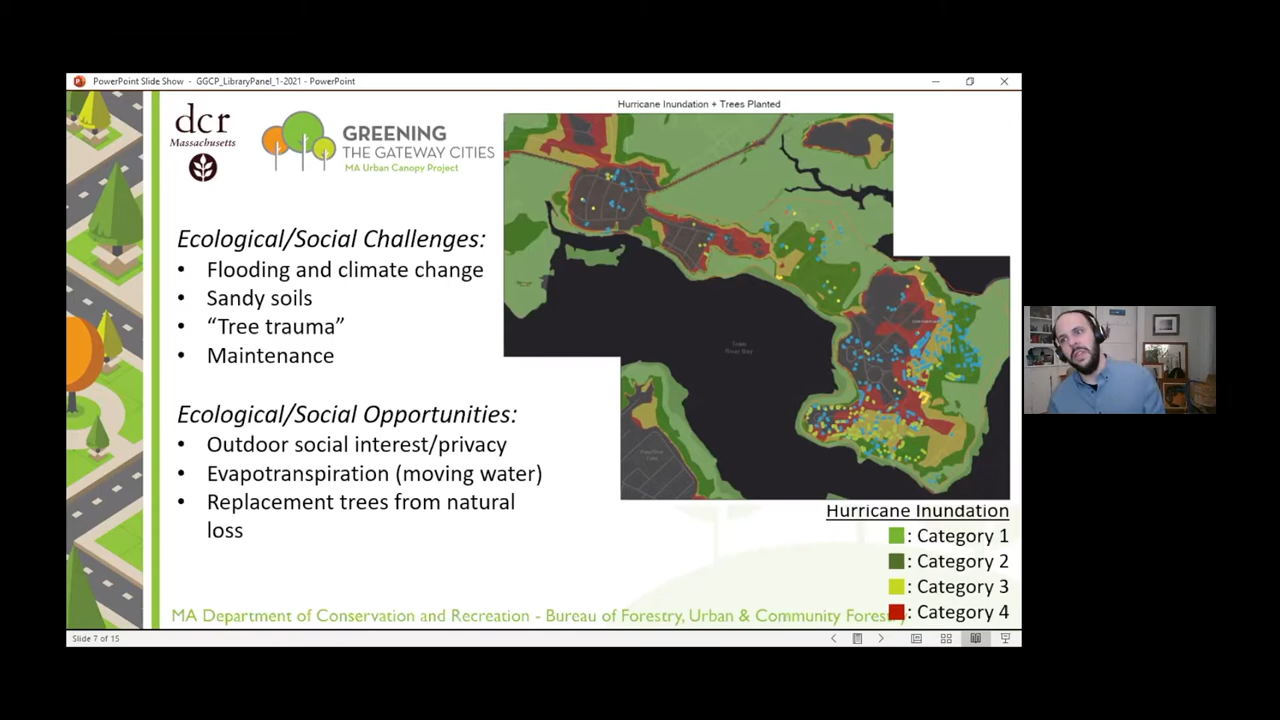 PowerPoint Slide Show - GGCP_LibraryPanel_1-2021 - PowerPoint
Hurricane Inundation + Trees Planted
dcr
Massachusetts
GREENING
THE GATEWAY CITIES
MA Urban Canopy Project
Ecological/Social Challenges:
• Flooding and climate change
• Sandy soils
• “Tree trauma”
• Maintenance
Ecological/Social Opportunities:
• Outdoor social interest/privacy
• Evapotranspiration (moving water)
• Replacement trees from natural
loss
Hurricane Inundation
: Category 1
: Category 2
: Category 3
: Category 4
MA Department of Conservation and Recreation - Bureau of Forestry, Urban & Community Forestry
Slide 7 of 15